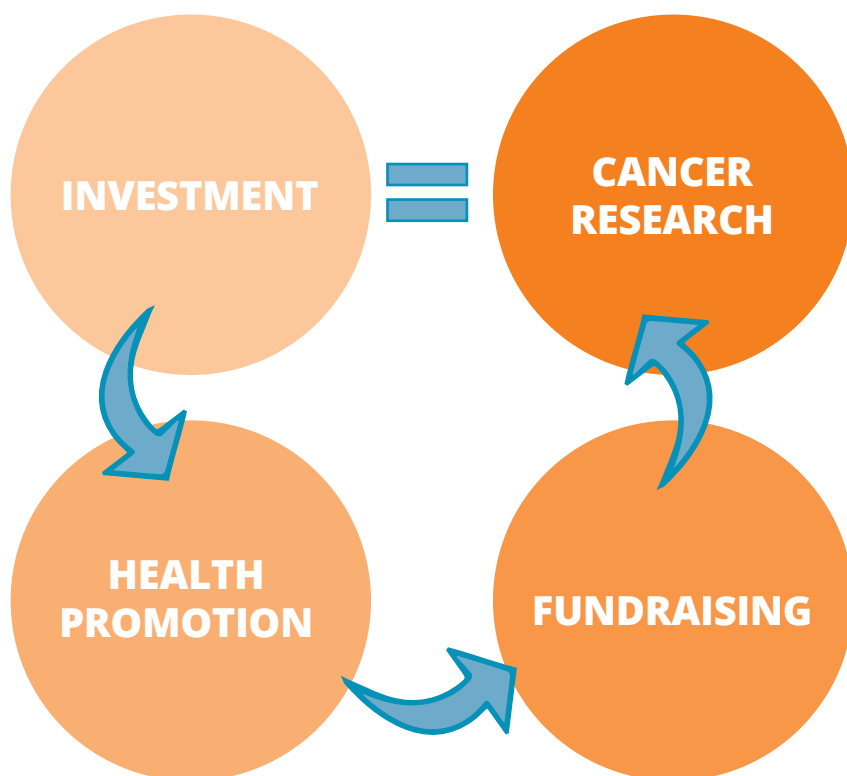 INVESTMENT
CANCER
RESEARCH
HEALTH
PROMOTION
FUNDRAISING